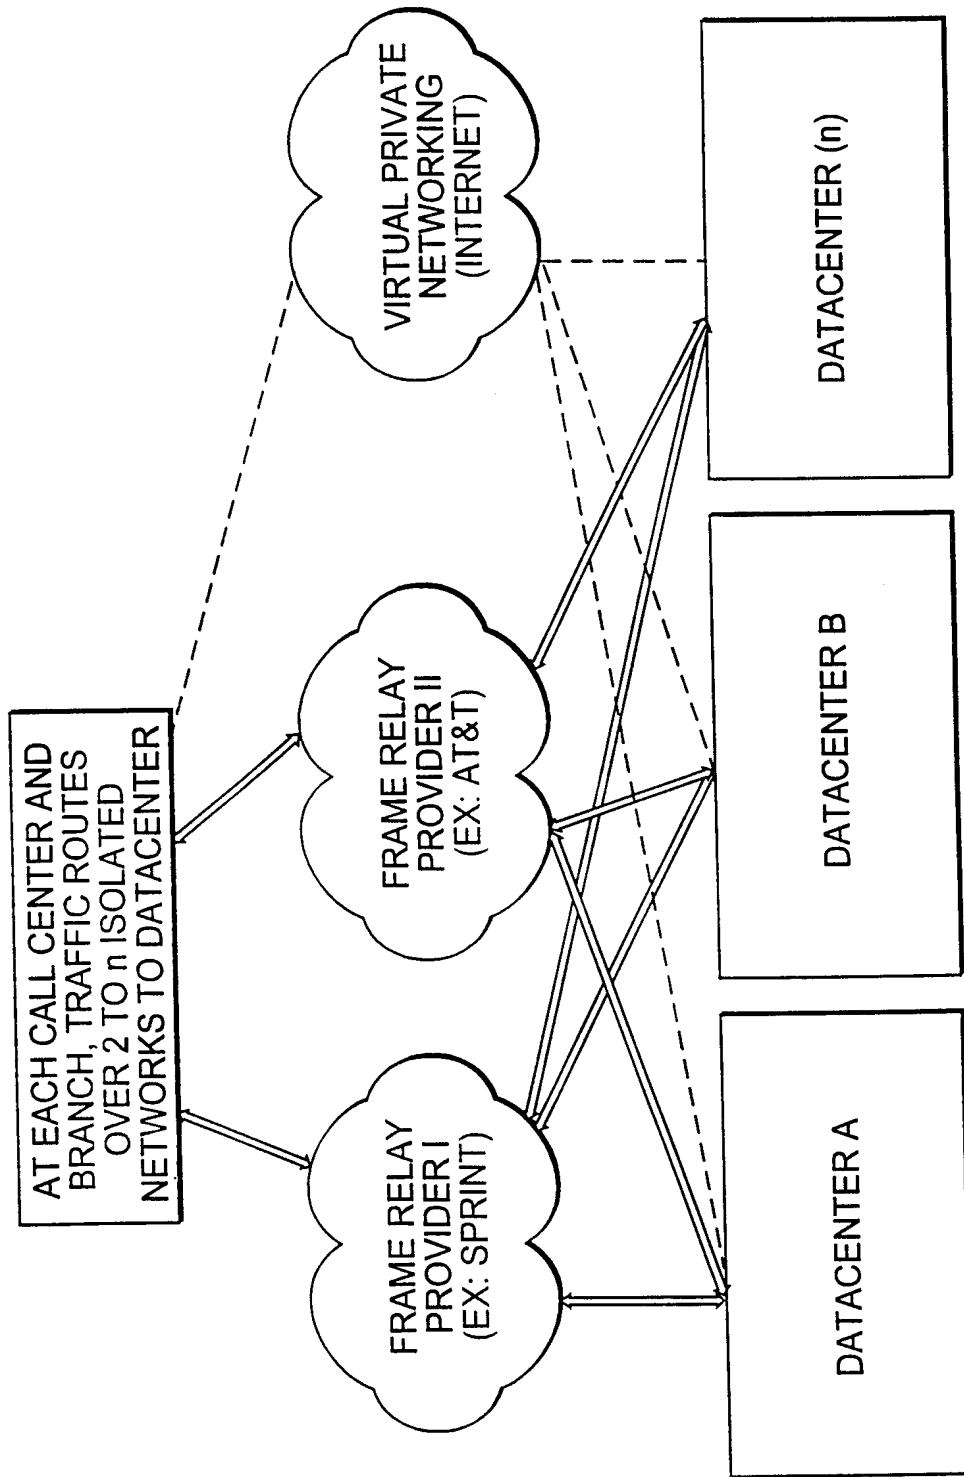 AT EACH CALL CENTER AND
BRANCH, TRAFFIC ROUTES
OVER 2 TO n ISOLATED
NETWORKS TO DATACENTER
FRAME RELAY
PROVIDER I
(EX: SPRINT)
FRAME RELAY
PROVIDER II
(EX: AT&T)
VIRTUAL PRIVATE
NETWORKING
(INTERNET)
DATACENTER A
DATACENTER B
DATACENTER (n)